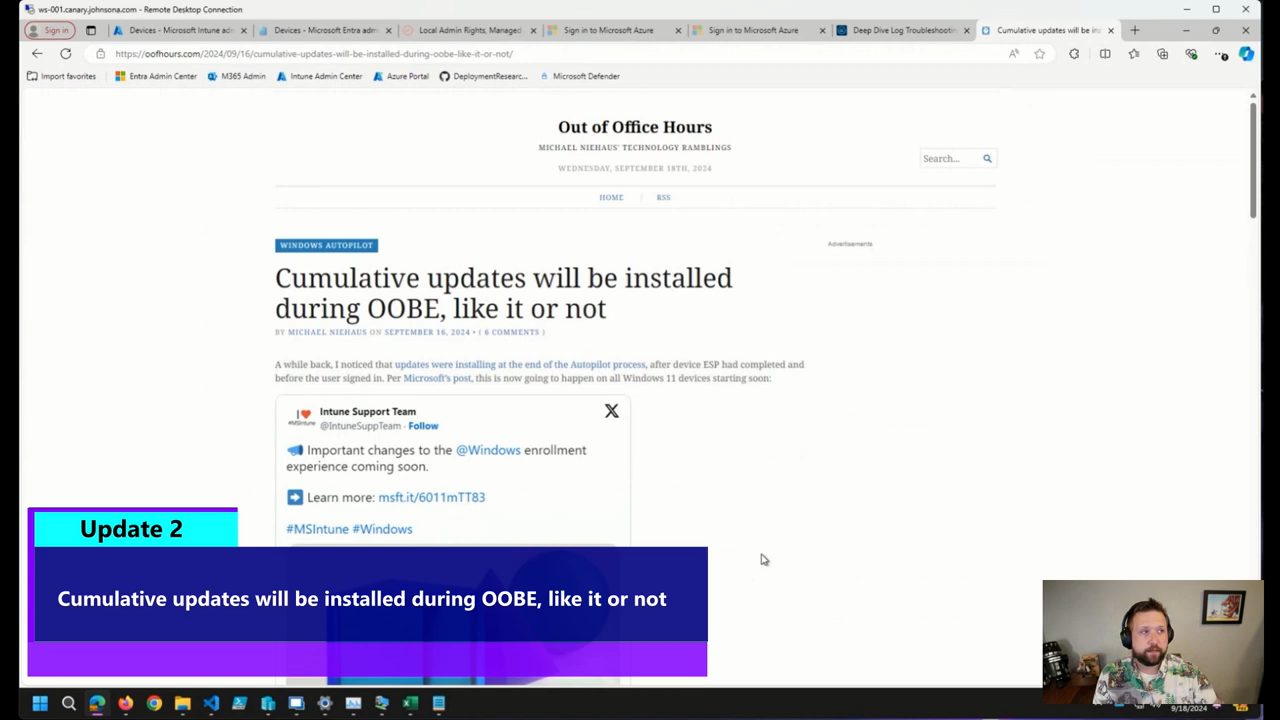 ws-001.canary.johnsona.com - Remote Desktop Connection
Sign in
Devices - Microsoft Intune adm
Devices - Microsoft Entra admi
Local Admin Rights, Managed
Sign in to Microsoft Azure
Sign in to Microsoft Azure
Deep Dive Log Troubleshooting
Cumulative updates will be ins
https://oofhours.com/2024/09/16/cumulative-updates-will-be-installed-during-oobe-like-it-or-not/
Import favorites
Entra Admin Center
M365 Admin
Intune Admin Center
Azure Portal
DeploymentResearc...
Microsoft Defender
Out of Office Hours
MICHAEL NIEHAUS' TECHNOLOGY RAMBLINGS
WEDNESDAY, SEPTEMBER 18TH, 2024
Search...
HOME / RSS
WINDOWS AUTOPILOT
Advertisements
Cumulative updates will be installed
during OOBE, like it or not
BY MICHAEL NIEHAUS ON SEPTEMBER 16, 2024 • ( 6 COMMENTS )
A while back, I noticed that updates were installing at the end of the Autopilot process, after device ESP had completed and
before the user signed in. Per Microsoft's post, this is now going to happen on all Windows 11 devices starting soon:
I ❤
#MSIntune
Intune Support Team
@IntuneSuppTeam · Follow
X
📣 Important changes to the @Windows enrollment
experience coming soon.
➡ Learn more: msft.it/6011mTT83
#MSIntune #Windows
Update 2
Cumulative updates will be installed during OOBE, like it or not
9/18/2024